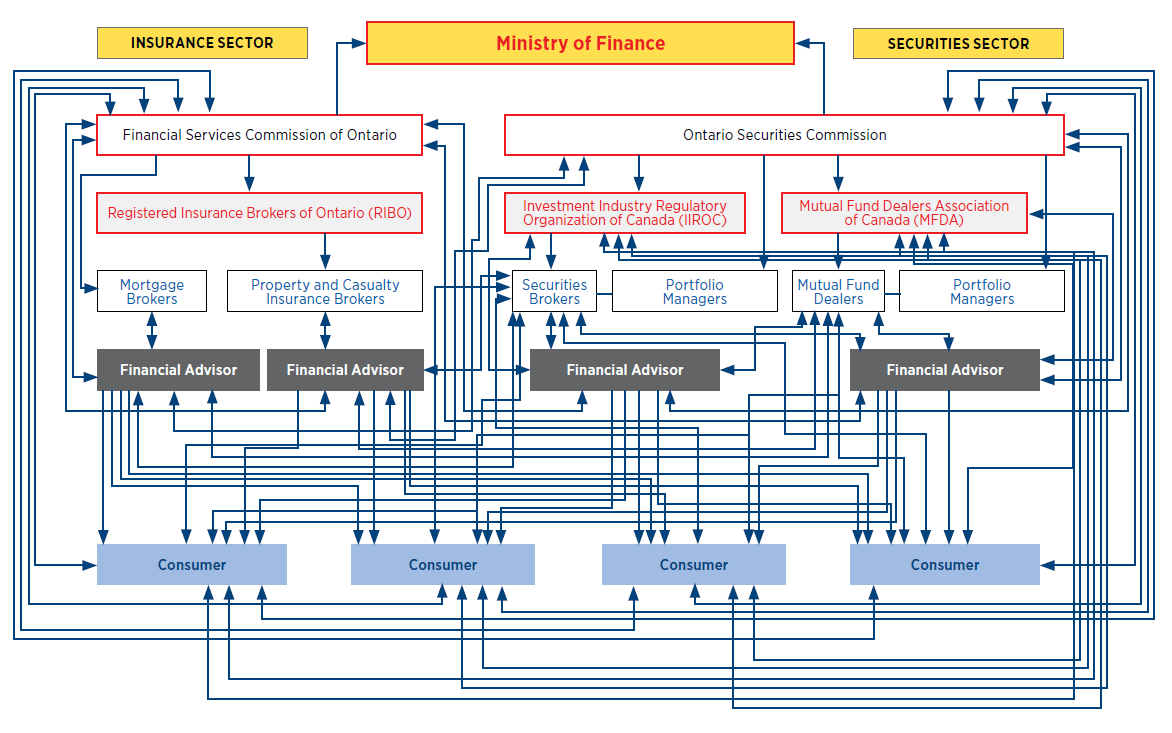 INSURANCE SECTOR
Ministry of Finance
SECURITIES SECTOR
Financial Services Commission of Ontario
Ontario Securities Commission
Registered Insurance Brokers of Ontario (RIBO)
Investment Industry Regulatory
Organization of Canada (IIROC)
Mutual Fund Dealers Association
of Canada (MFDA)
Mortgage
Brokers
Property and Casualty
Insurance Brokers
Securities
Brokers
Portfolio
Managers
Mutual Fund
Dealers
Portfolio
Managers
Financial Advisor
Financial Advisor
Financial Advisor
Financial Advisor
Consumer
Consumer
Consumer
Consumer